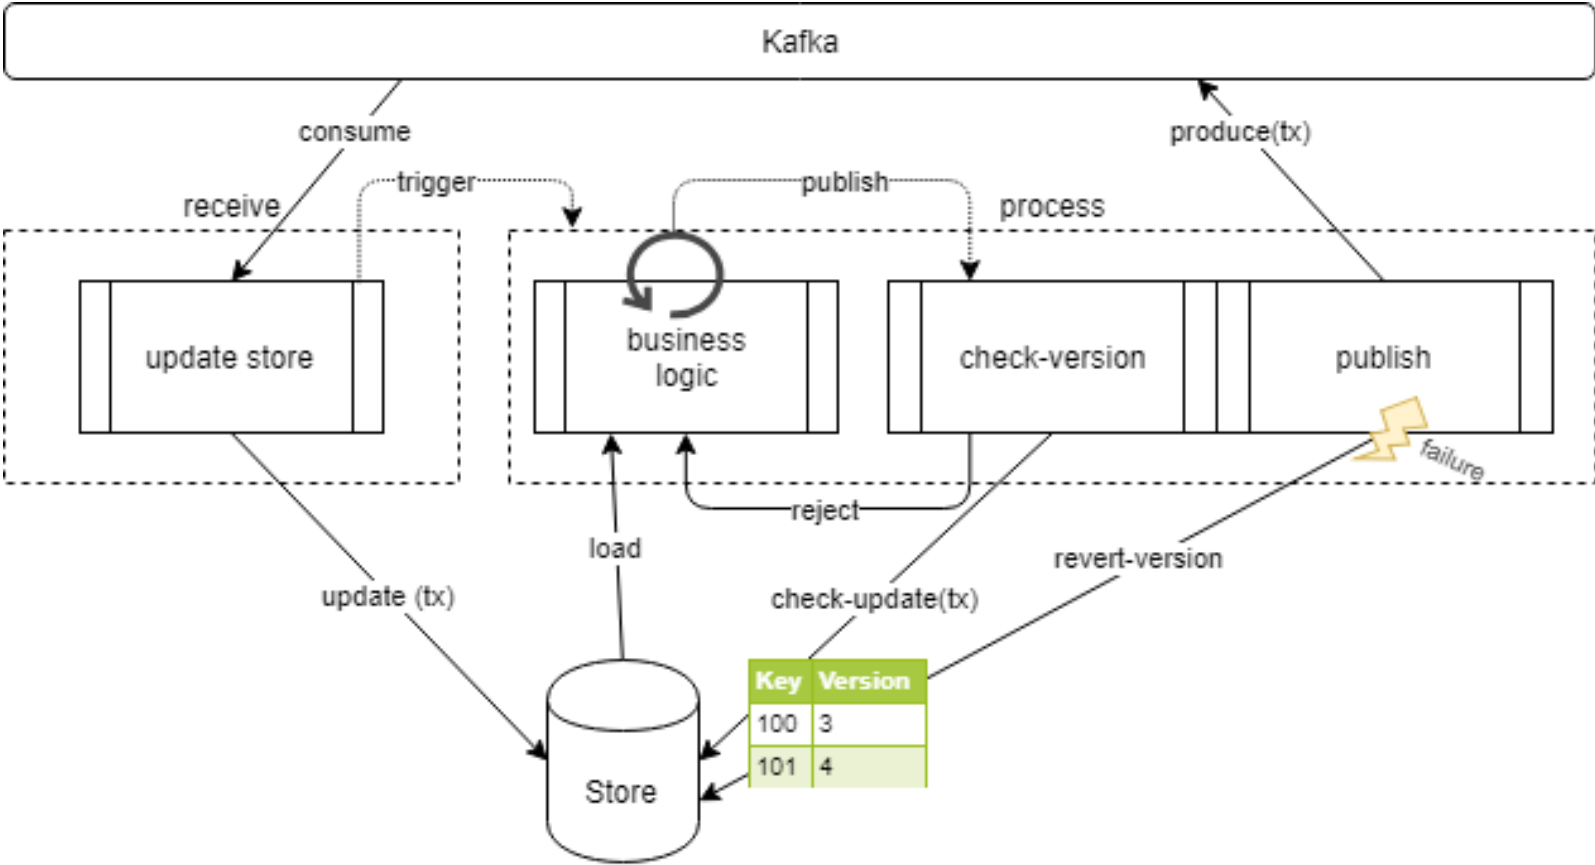 Kafka
consume
produce(tx)
trigger
publish
receive
process
update store
business
logic
check-version
publish
failure
reject
load
revert-version
update (tx)
check-update(tx)
Key Version
100 3
101 4
Store